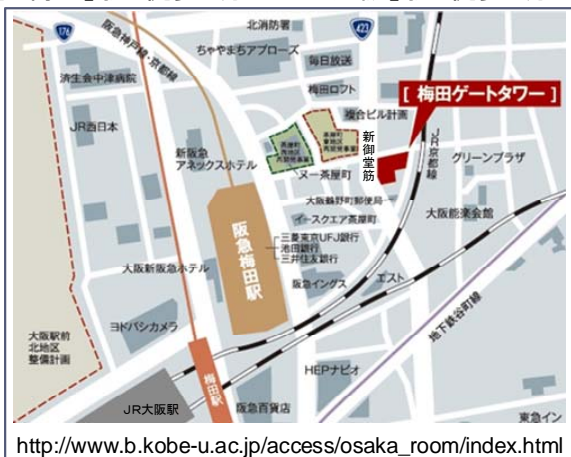 176
423
北消防署
阪急神戸線・京都線
ちゃやまちアプローズ
毎日放送
済生会中津病院
梅田ロフト
[ 梅田ゲートタワー ]
複合ビル計画
JR西日本
新御堂筋
JR京都線
グリーンプラザ
新阪急
アネックスホテル
ヌー茶屋町
大阪鶴野町郵便局
大阪能楽会館
イースクエア茶屋町
阪急梅田駅
三菱東京UFJ銀行
池田銀行
三井住友銀行
大阪新阪急ホテル
阪急イングス
エスト
地下鉄谷町線
ヨドバシカメラ
大阪駅前
北地区
整備計画
梅田駅
HEPナビオ
JR大阪駅
阪急百貨店
東急イン
http://www.b.kobe-u.ac.jp/access/osaka_room/index.html